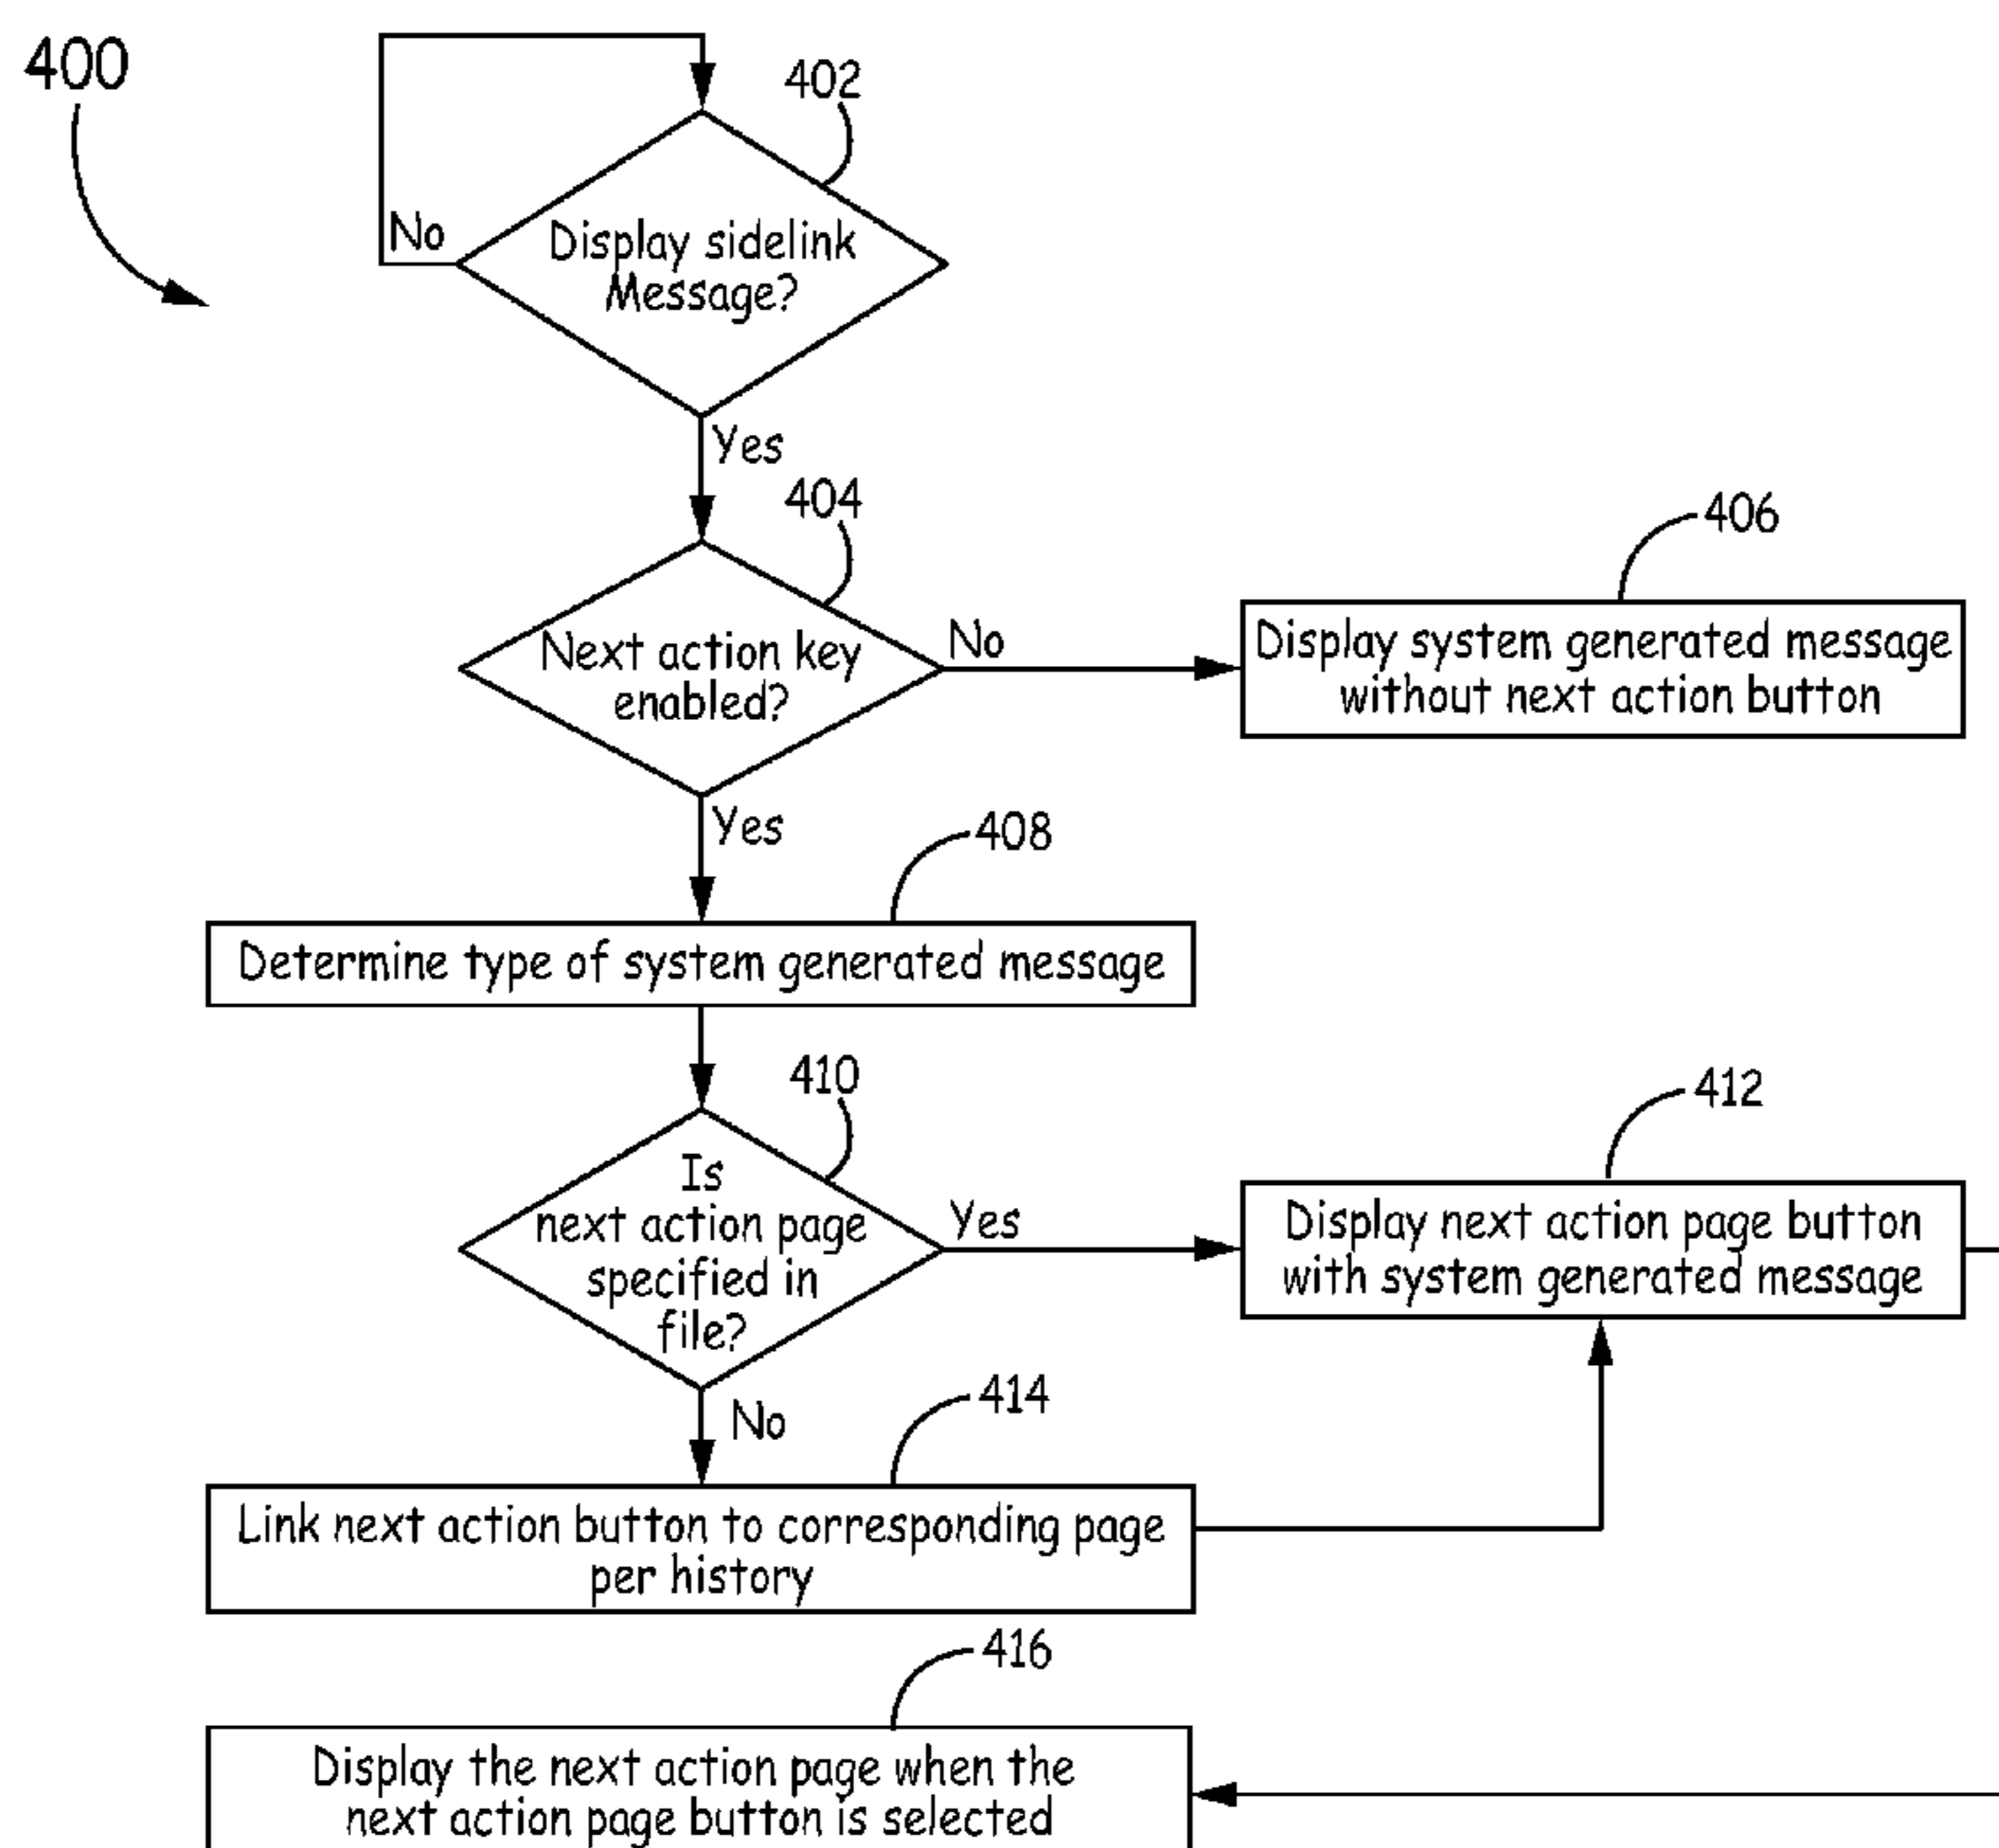 400
402
No
Display sidelink
Message?
Yes
404
406
Next action key
enabled?
No
Display system generated message
without next action button
Yes
408
Determine type of system generated message
410
412
Is
next action page
specified in
file?
Yes
Display next action page button
with system generated message
No
414
Link next action button to corresponding page
per history
416
Display the next action page when the
next action page button is selected